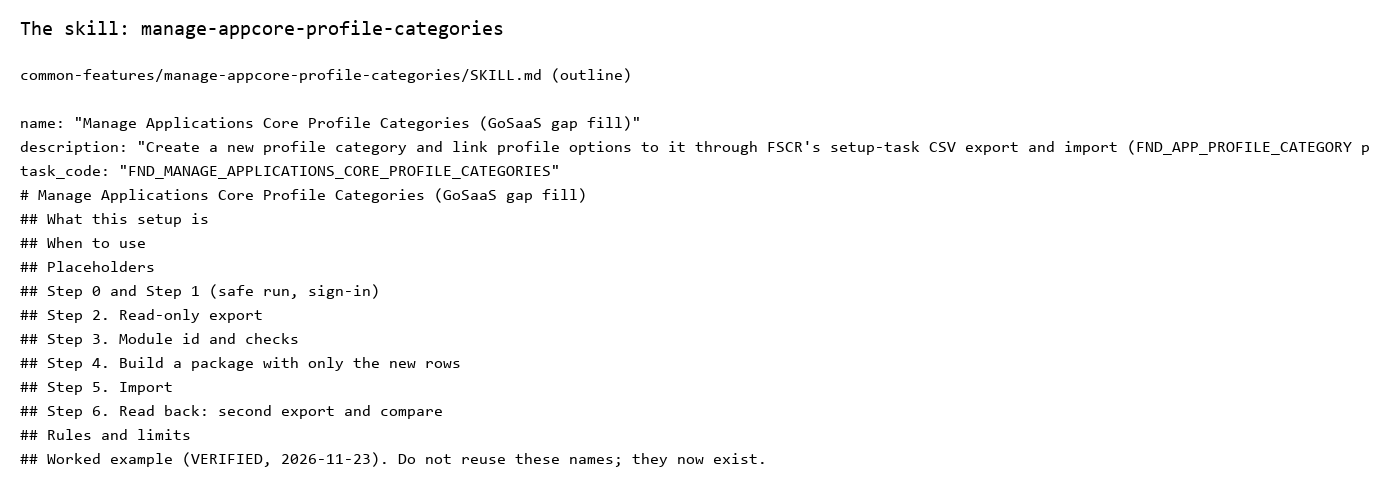 The skill: manage-appcore-profile-categories
common-features/manage-appcore-profile-categories/SKILL.md (outline)
name: "Manage Applications Core Profile Categories (GoSaaS gap fill)"
description: "Create a new profile category and link profile options to it through FSCR's setup-task CSV export and import (FND_APP_PROFILE_CATEGORY p
task_code: "FND_MANAGE_APPLICATIONS_CORE_PROFILE_CATEGORIES"
# Manage Applications Core Profile Categories (GoSaaS gap fill)
## What this setup is
## When to use
## Placeholders
## Step 0 and Step 1 (safe run, sign-in)
## Step 2. Read-only export
## Step 3. Module id and checks
## Step 4. Build a package with only the new rows
## Step 5. Import
## Step 6. Read back: second export and compare
## Rules and limits
## Worked example (VERIFIED, 2026-11-23). Do not reuse these names; they now exist.